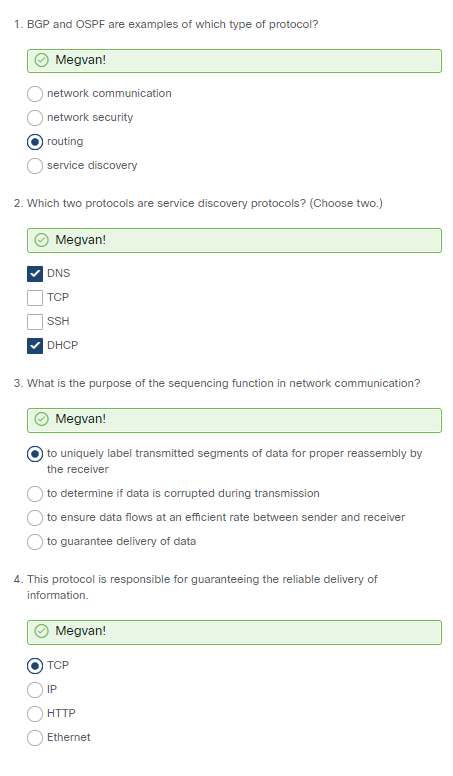 1. BGP and OSPF are examples of which type of protocol?
Megvan!
network communication
network security
routing
service discovery
2. Which two protocols are service discovery protocols? (Choose two.)
Megvan!
DNS
TCP
SSH
DHCP
3. What is the purpose of the sequencing function in network communication?
Megvan!
to uniquely label transmitted segments of data for proper reassembly by
the receiver
to determine if data is corrupted during transmission
to ensure data flows at an efficient rate between sender and receiver
to guarantee delivery of data
4. This protocol is responsible for guaranteeing the reliable delivery of
information.
Megvan!
TCP
IP
HTTP
Ethernet